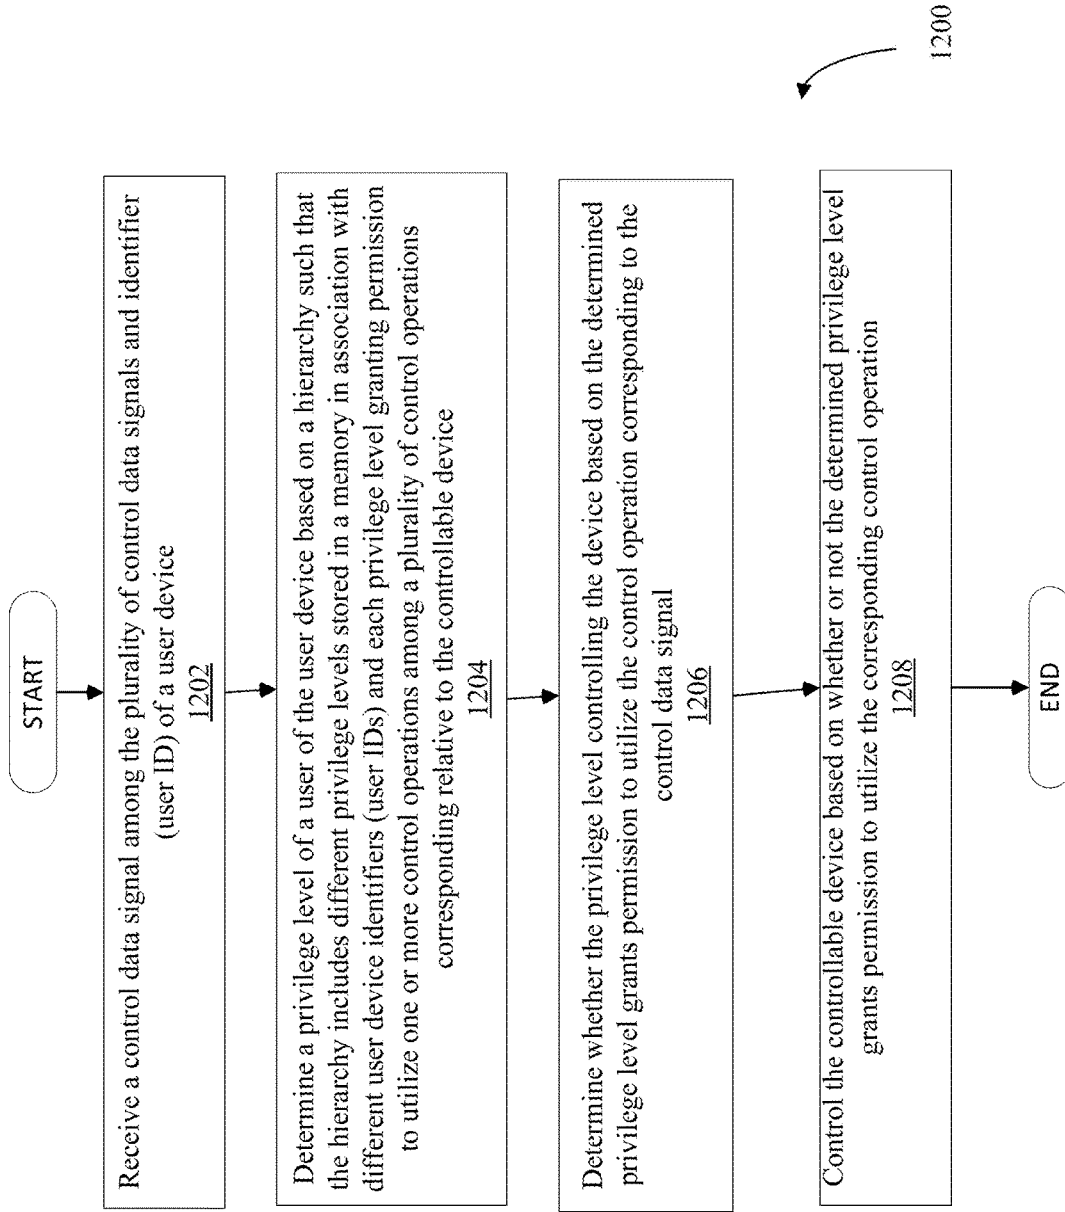 START
Receive a control data signal among the plurality of control data signals and identifier
(user ID) of a user device
1202
Determine a privilege level of a user of the user device based on a hierarchy such that
the hierarchy includes different privilege levels stored in a memory in association with
different user device identifiers (user IDs) and each privilege level granting permission
to utilize one or more control operations among a plurality of control operations
corresponding relative to the controllable device
1204
Determine whether the privilege level controlling the device based on the determined
privilege level grants permission to utilize the control operation corresponding to the
control data signal
1206
Control the controllable device based on whether or not the determined privilege level
grants permission to utilize the corresponding control operation
1208
END
1200